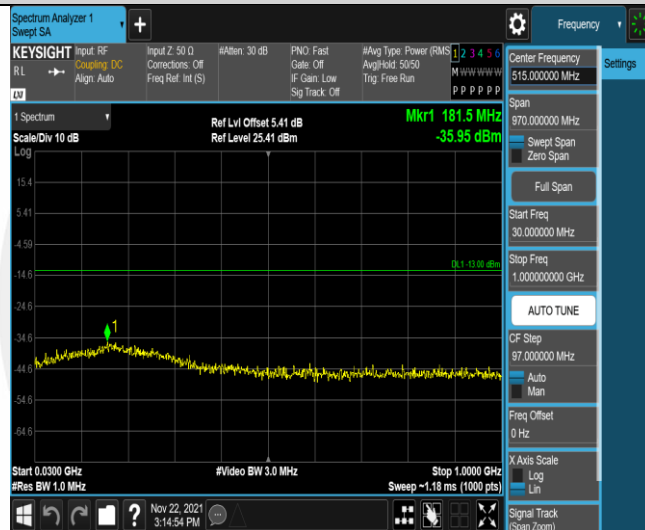 Spectrum Analyzer 1
Swept SA
+
Frequency
KEYSIGHT
R L
LXI
Input: RF
Coupling: DC
Align: Auto
Input Z: 50 Ω
Corrections: Off
Freq Ref: Int (S)
#Atten: 30 dB
PNO: Fast
Gate: Off
IF Gain: Low
Sig Track: Off
#Avg Type: Power (RMS
Avg|Hold: 50/50
Trig: Free Run
1 2 3 4 5 6
M W W W W W
P P P P P P
1 Spectrum
Scale/Div 10 dB
Log
Ref Lvl Offset 5.41 dB
Ref Level 25.41 dBm
Mkr1 181.5 MHz
-35.95 dBm
15.4
5.41
-4.59
-14.6
-24.6
-34.6
-44.6
-54.6
-64.6
DL1 -13.00 dBm
1
Start 0.0300 GHz
#Res BW 1.0 MHz
#Video BW 3.0 MHz
Stop 1.0000 GHz
Sweep ~1.18 ms (1000 pts)
Center Frequency
515.000000 MHz
Settings
Span
970.000000 MHz
Swept Span
Zero Span
Full Span
Start Freq
30.000000 MHz
Stop Freq
1.000000000 GHz
AUTO TUNE
CF Step
97.000000 MHz
Auto
Man
Freq Offset
0 Hz
X Axis Scale
Log
Lin
Signal Track
(Span Zoom)
?
Nov 22, 2021
3:14:54 PM